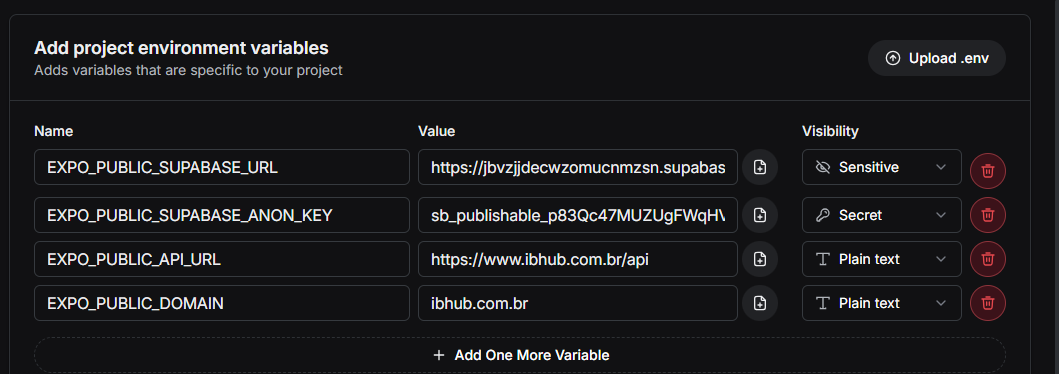 Add project environment variables
Adds variables that are specific to your project
Upload .env
Name Value Visibility
EXPO_PUBLIC_SUPABASE_URL https://jbvzjjdecwzomucnmzsn.supabas Sensitive
EXPO_PUBLIC_SUPABASE_ANON_KEY sb_publishable_p83Qc47MUZUgFWqHV Secret
EXPO_PUBLIC_API_URL https://www.ibhub.com.br/api Plain text
EXPO_PUBLIC_DOMAIN ibhub.com.br Plain text
+ Add One More Variable